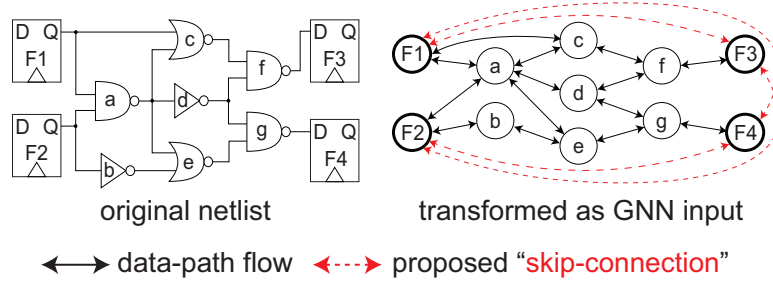 D Q
F1
D Q
F2
a
b
c
d
e
f
g
D Q
F3
D Q
F4
original netlist
F1
F2
a
b
c
d
e
f
g
F3
F4
transformed as GNN input
data-path flow
proposed “skip-connection”